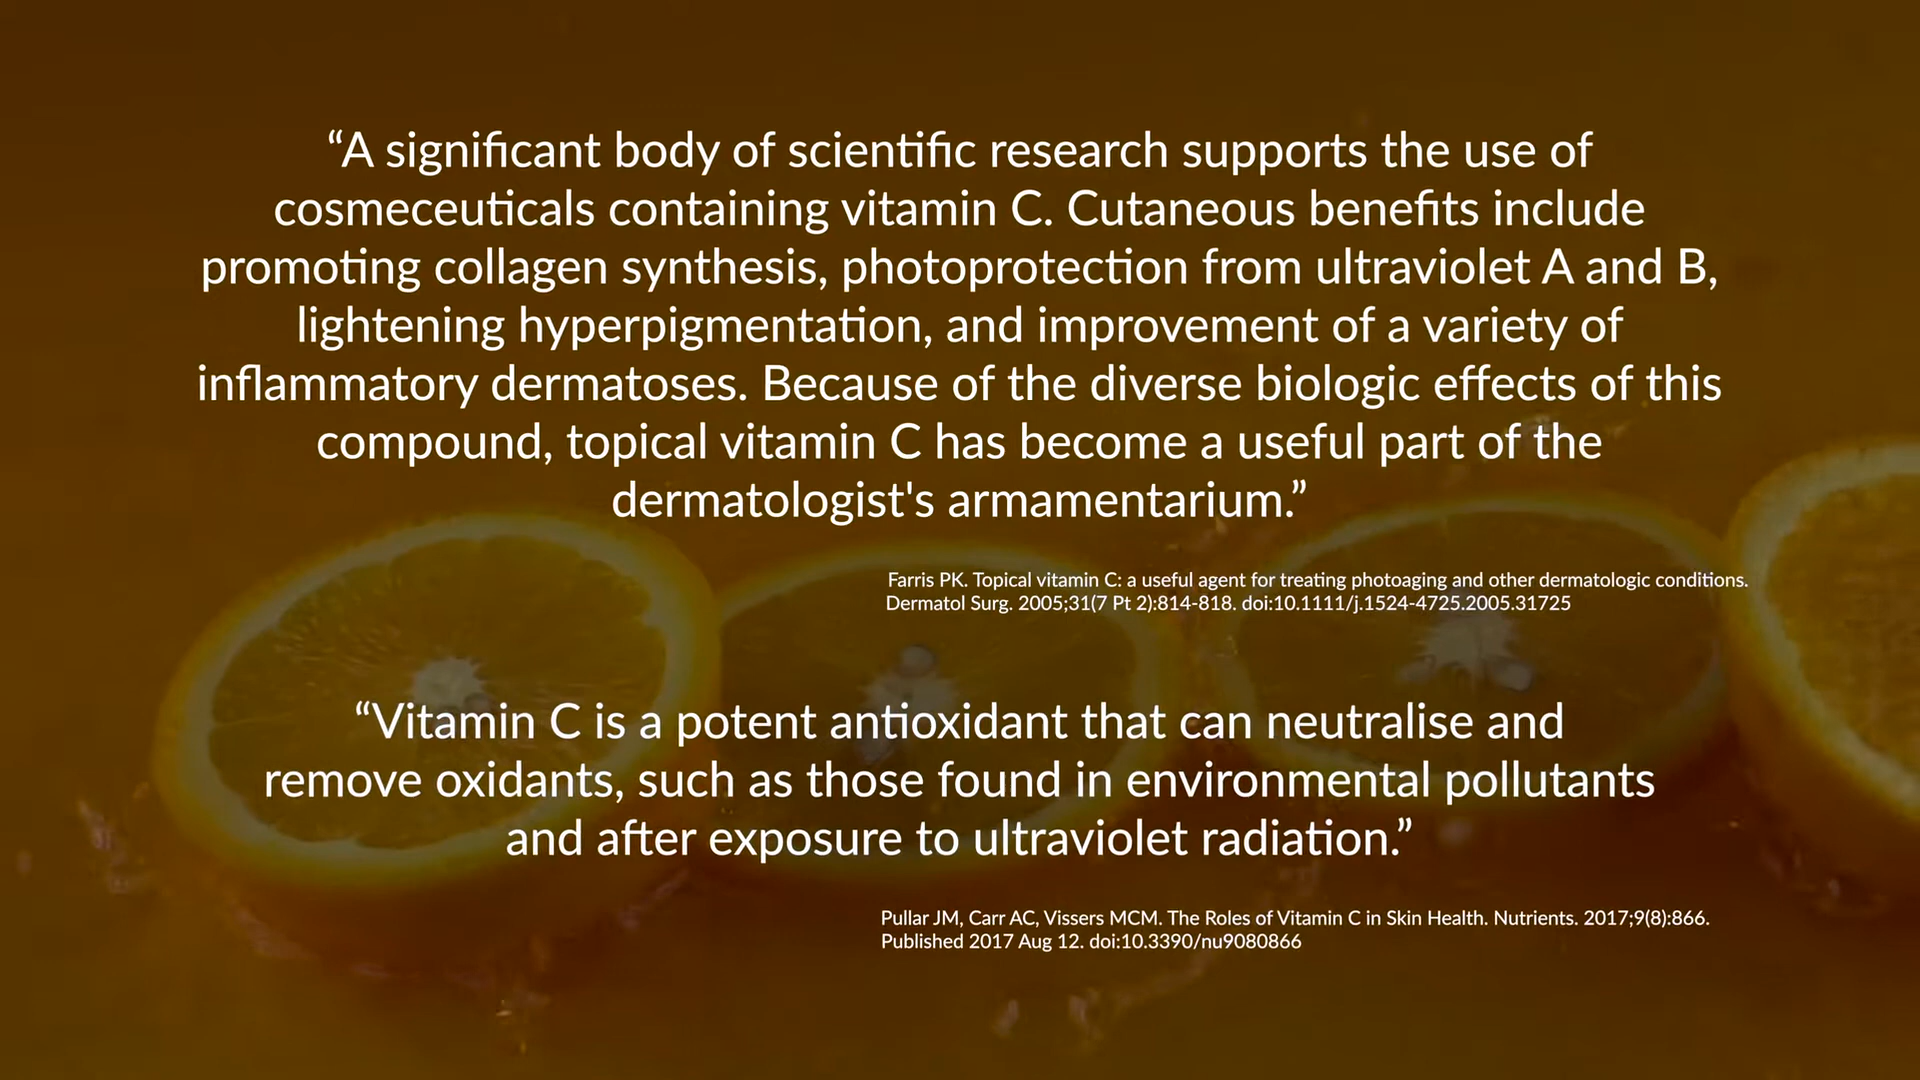 “A significant body of scientific research supports the use of
cosmeceuticals containing vitamin C. Cutaneous benefits include
promoting collagen synthesis, photoprotection from ultraviolet A and B,
lightening hyperpigmentation, and improvement of a variety of
inflammatory dermatoses. Because of the diverse biologic effects of this
compound, topical vitamin C has become a useful part of the
dermatologist's armamentarium.”
Farris PK. Topical vitamin C: a useful agent for treating photoaging and other dermatologic conditions.
Dermatol Surg. 2005;31(7 Pt 2):814-818. doi:10.1111/j.1524-4725.2005.31725
“Vitamin C is a potent antioxidant that can neutralise and
remove oxidants, such as those found in environmental pollutants
and after exposure to ultraviolet radiation.”
Pullar JM, Carr AC, Vissers MCM. The Roles of Vitamin C in Skin Health. Nutrients. 2017;9(8):866.
Published 2017 Aug 12. doi:10.3390/nu9080866